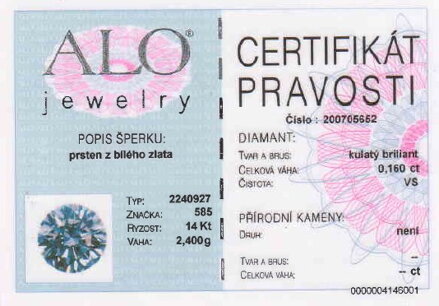 ALO®
jewelry
POPIS ŠPERKU:
prsten z bílého zlata
TYP: 2240927
ZNAČKA: 585
RYZOST: 14 Kt
VÁHA: 2,400g
CERTIFIKÁT
PRAVOSTI
Číslo : 200705652
DIAMANT:
TVAR A BRUS: kulatý briliant
CELKOVÁ VÁHA: 0,160 ct
ČISTOTA: VS
PŘÍRODNÍ KAMENY:
DRUH: není
TVAR A BRUS: --
CELKOVÁ VÁHA: -- ct
0000004146001